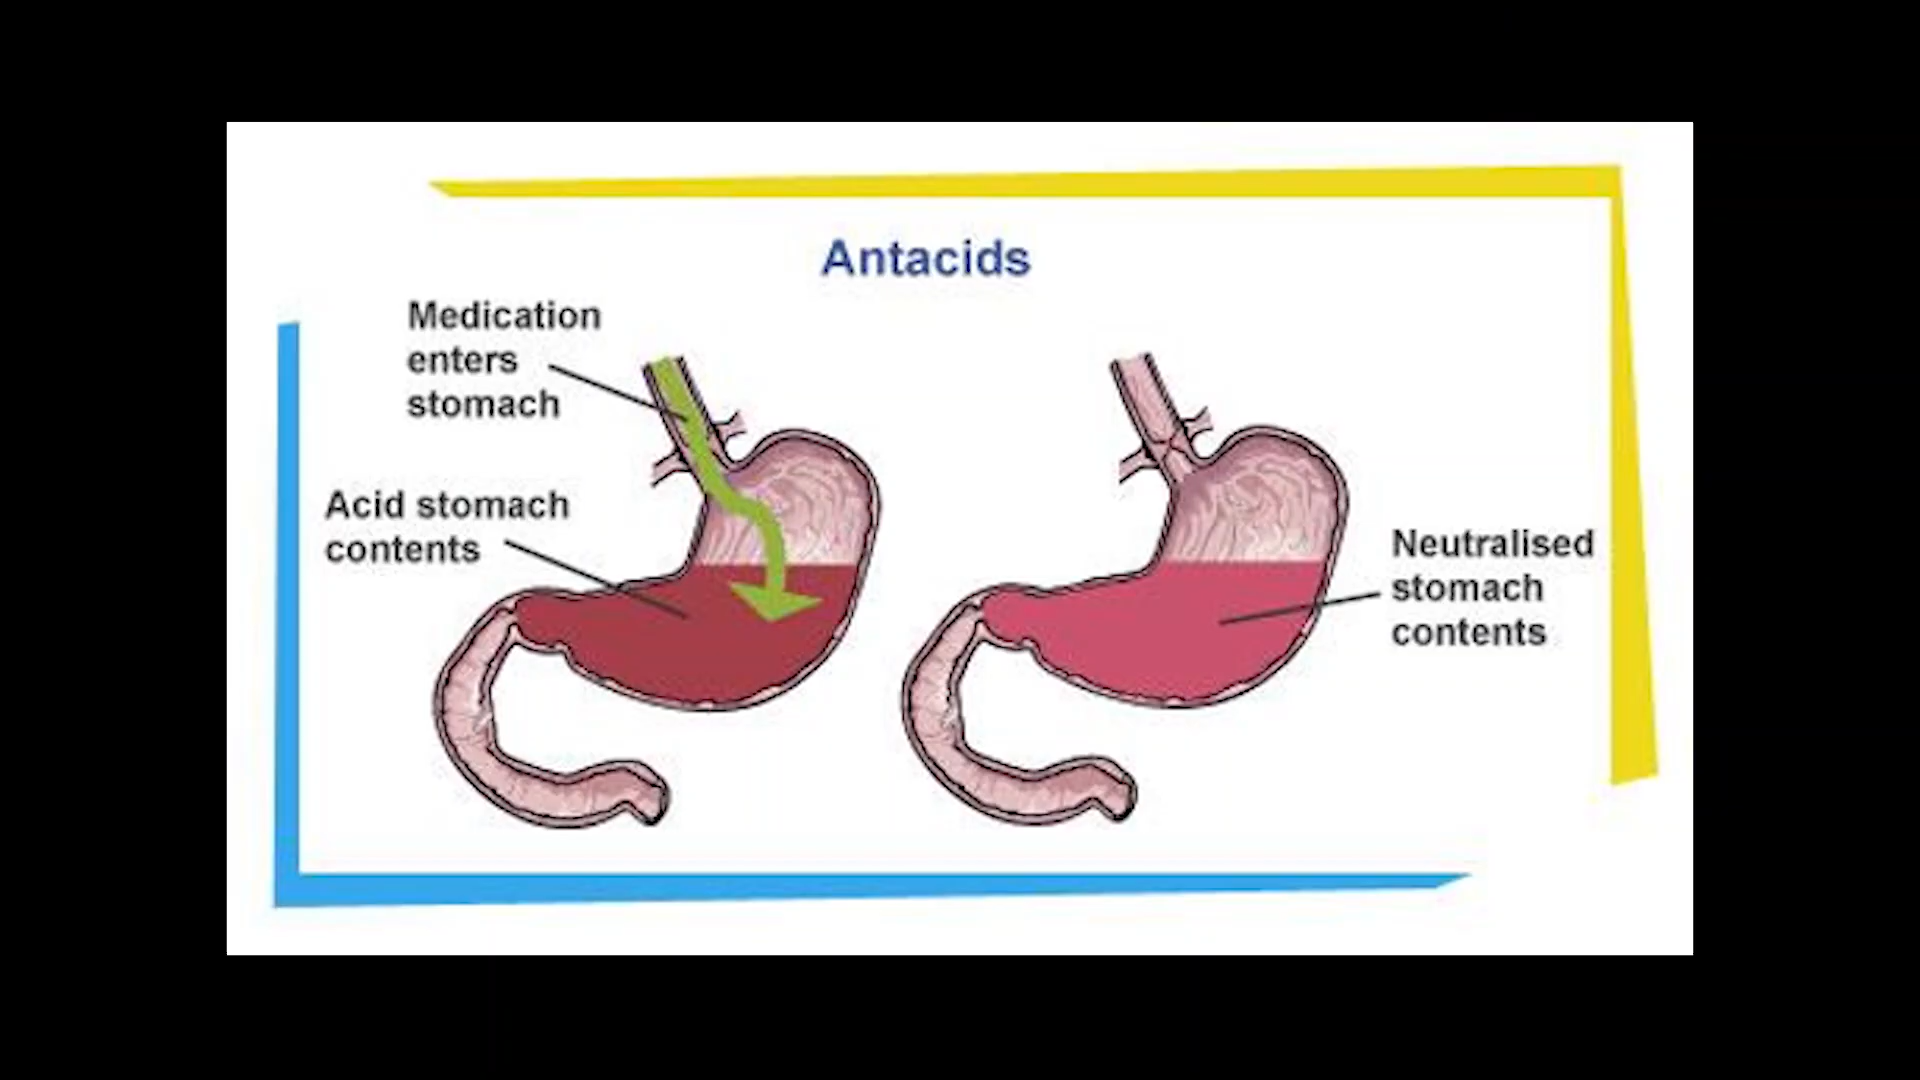 Antacids
Medication
enters
stomach
Acid stomach
contents
Neutralised
stomach
contents